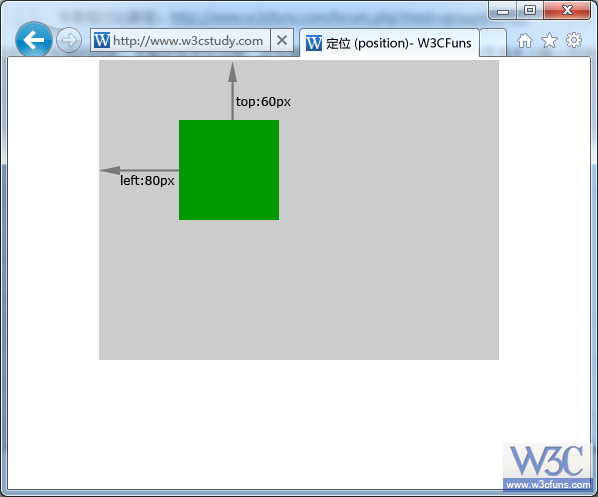 http://www.w3cstudy.com
定位 (position)- W3CFuns
top:60px
left:80px
W3C
www.w3cfuns.com